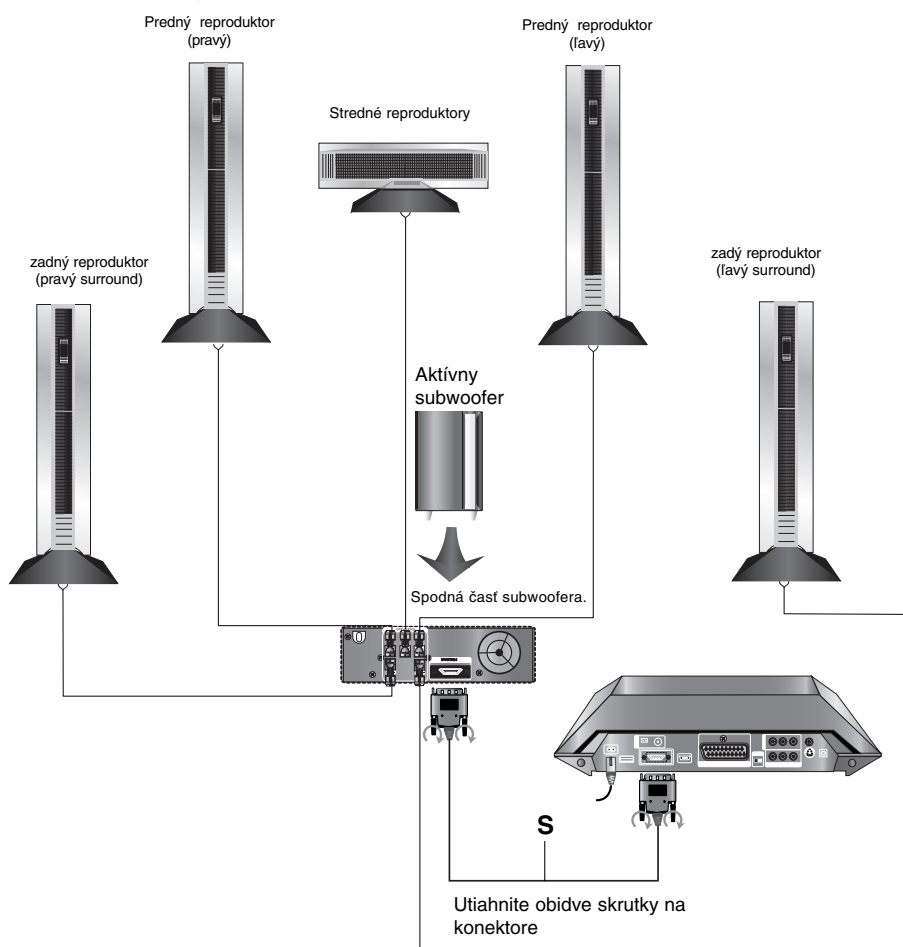 Predný reproduktor
(pravý)
Predný reproduktor
(ľavý)
Stredné reproduktory
zadný reproduktor
(pravý surround)
zadý reproduktor
(ľavý surround)
Aktívny
subwoofer
Spodná časť subwoofera.
S
Utiahnite obidve skrutky na
konektore